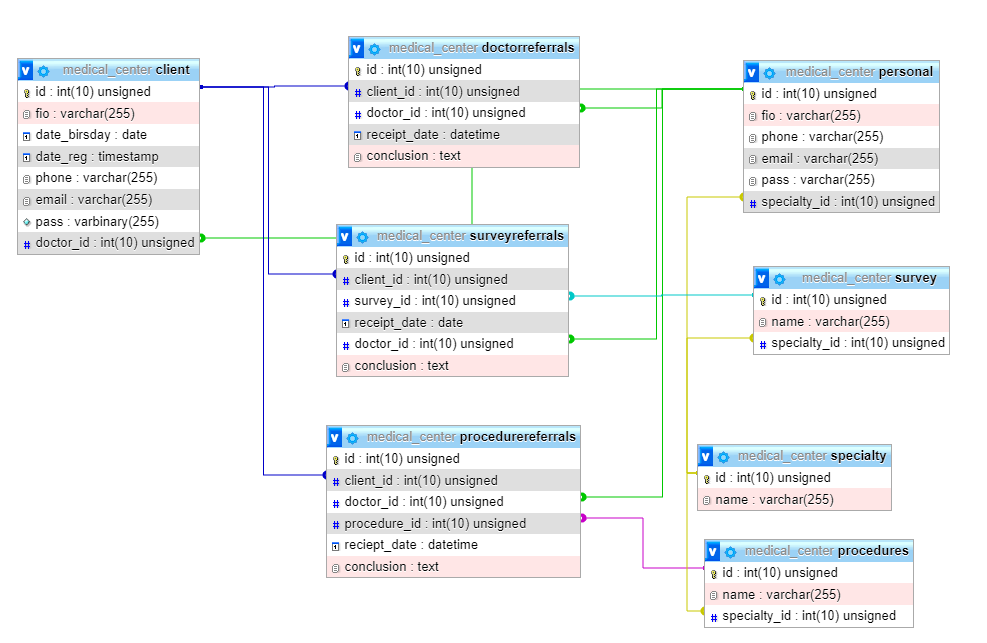 medical_center client
id : int(10) unsigned
fio : varchar(255)
date_birsday : date
date_reg : timestamp
phone : varchar(255)
email : varchar(255)
pass : varbinary(255)
doctor_id : int(10) unsigned
medical_center doctorreferrals
id : int(10) unsigned
client_id : int(10) unsigned
doctor_id : int(10) unsigned
receipt_date : datetime
conclusion : text
medical_center surveyreferrals
id : int(10) unsigned
client_id : int(10) unsigned
survey_id : int(10) unsigned
receipt_date : date
doctor_id : int(10) unsigned
conclusion : text
medical_center procedurereferrals
id : int(10) unsigned
client_id : int(10) unsigned
doctor_id : int(10) unsigned
procedure_id : int(10) unsigned
reciept_date : datetime
conclusion : text
medical_center personal
id : int(10) unsigned
fio : varchar(255)
phone : varchar(255)
email : varchar(255)
pass : varchar(255)
specialty_id : int(10) unsigned
medical_center survey
id : int(10) unsigned
name : varchar(255)
specialty_id : int(10) unsigned
medical_center specialty
id : int(10) unsigned
name : varchar(255)
medical_center procedures
id : int(10) unsigned
name : varchar(255)
specialty_id : int(10) unsigned